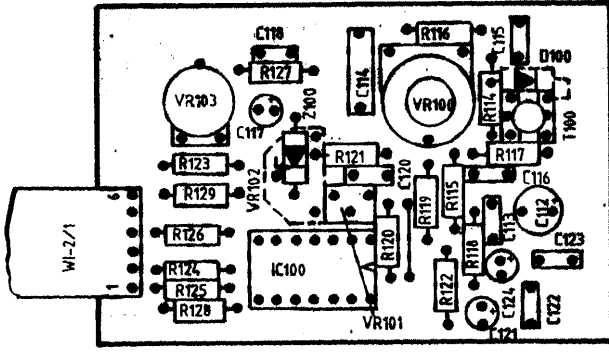 C118
R127
VR103
C117
Z100
C114
R116
VR100
C115
D100
R114
T100
R123
R129
VR102
R121
C120
R117
R119
R115
C116
C112
C113
WI-2/1
6
1
R126
R124
R125
R128
IC100
R120
VR101
R122
R118
C124
C121
C123
C122